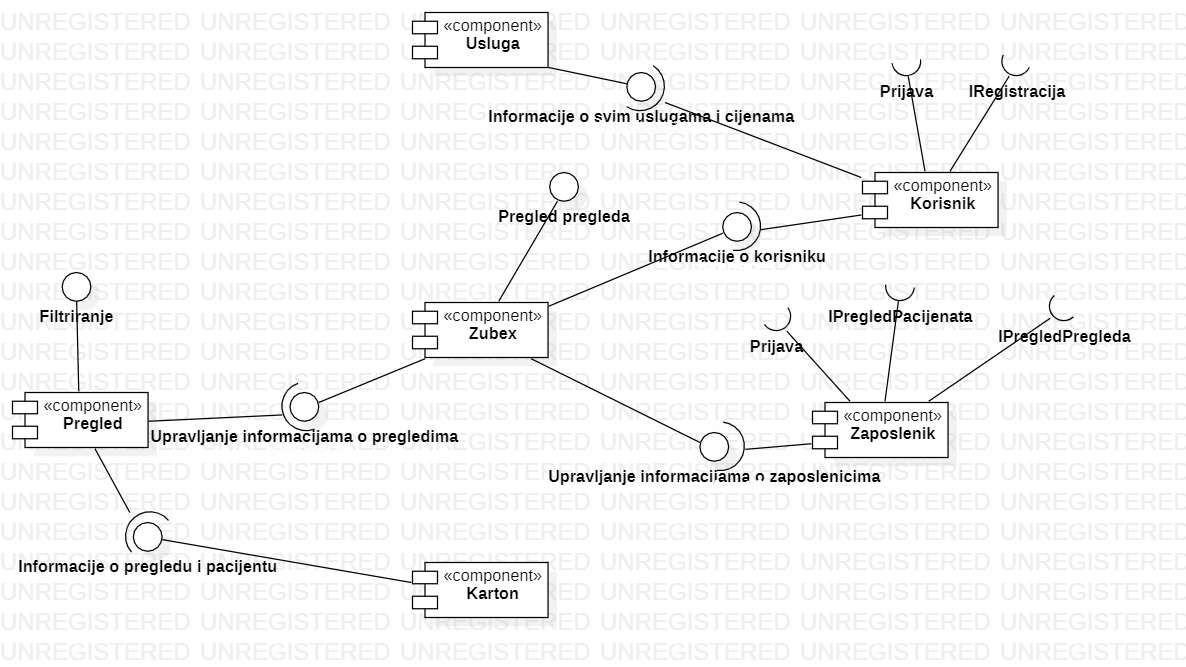 UNREGISTERED UNREGISTERED UNREGISTERED UNREGISTERED UNREGISTERED UNREGISTERED
«component»
Usluga
Informacije o svim uslugama i cijenama
Prijava
IRegistracija
«component»
Korisnik
Pregled pregleda
Informacije o korisniku
Filtriranje
«component»
Zubex
Prijava
IPregledPacijenata
IPregledPregleda
«component»
Pregled
Upravljanje informacijama o pregledima
«component»
Zaposlenik
Upravljanje informacijama o zaposlenicima
Informacije o pregledu i pacijentu
«component»
Karton